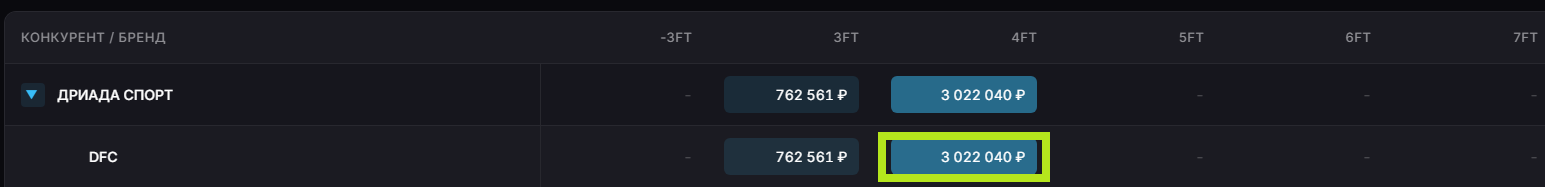 КОНКУРЕНТ / БРЕНД -3FT 3FT 4FT 5FT 6FT 7FT
▼ ДРИАДА СПОРТ - 762 561 ₽ 3 022 040 ₽ - - -
DFC - 762 561 ₽ 3 022 040 ₽ - - -